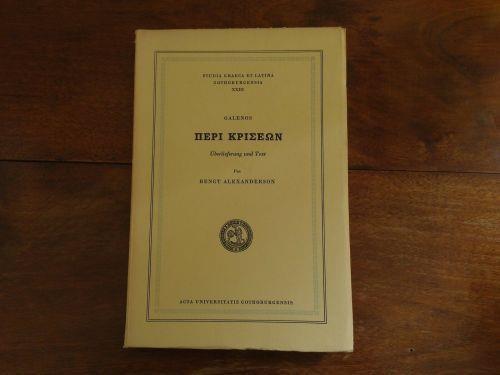 STUDIA GRAECA ET LATINA
GOTHOBURGENSIA
XXIII
GALENOS
ΠΕΡΙ ΚΡΙΣΕΩΝ
Überlieferung und Text
Von
BENGT ALEXANDERSON
ACTA UNIVERSITATIS GOTHOBURGENSIS